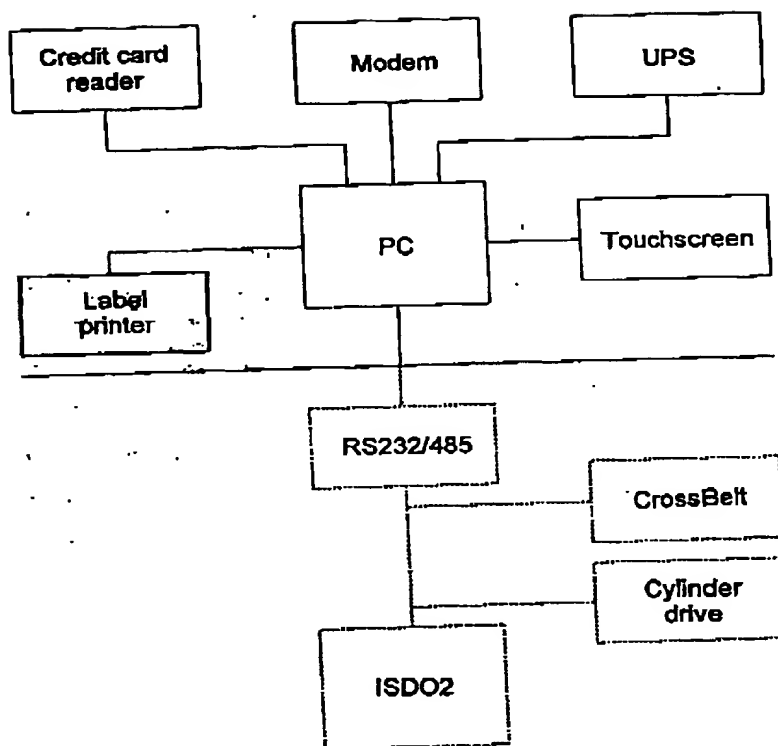 Credit card
reader
Modem
UPS
PC
Touchscreen
Label
printer
RS232/485
CrossBelt
Cylinder
drive
ISDO2